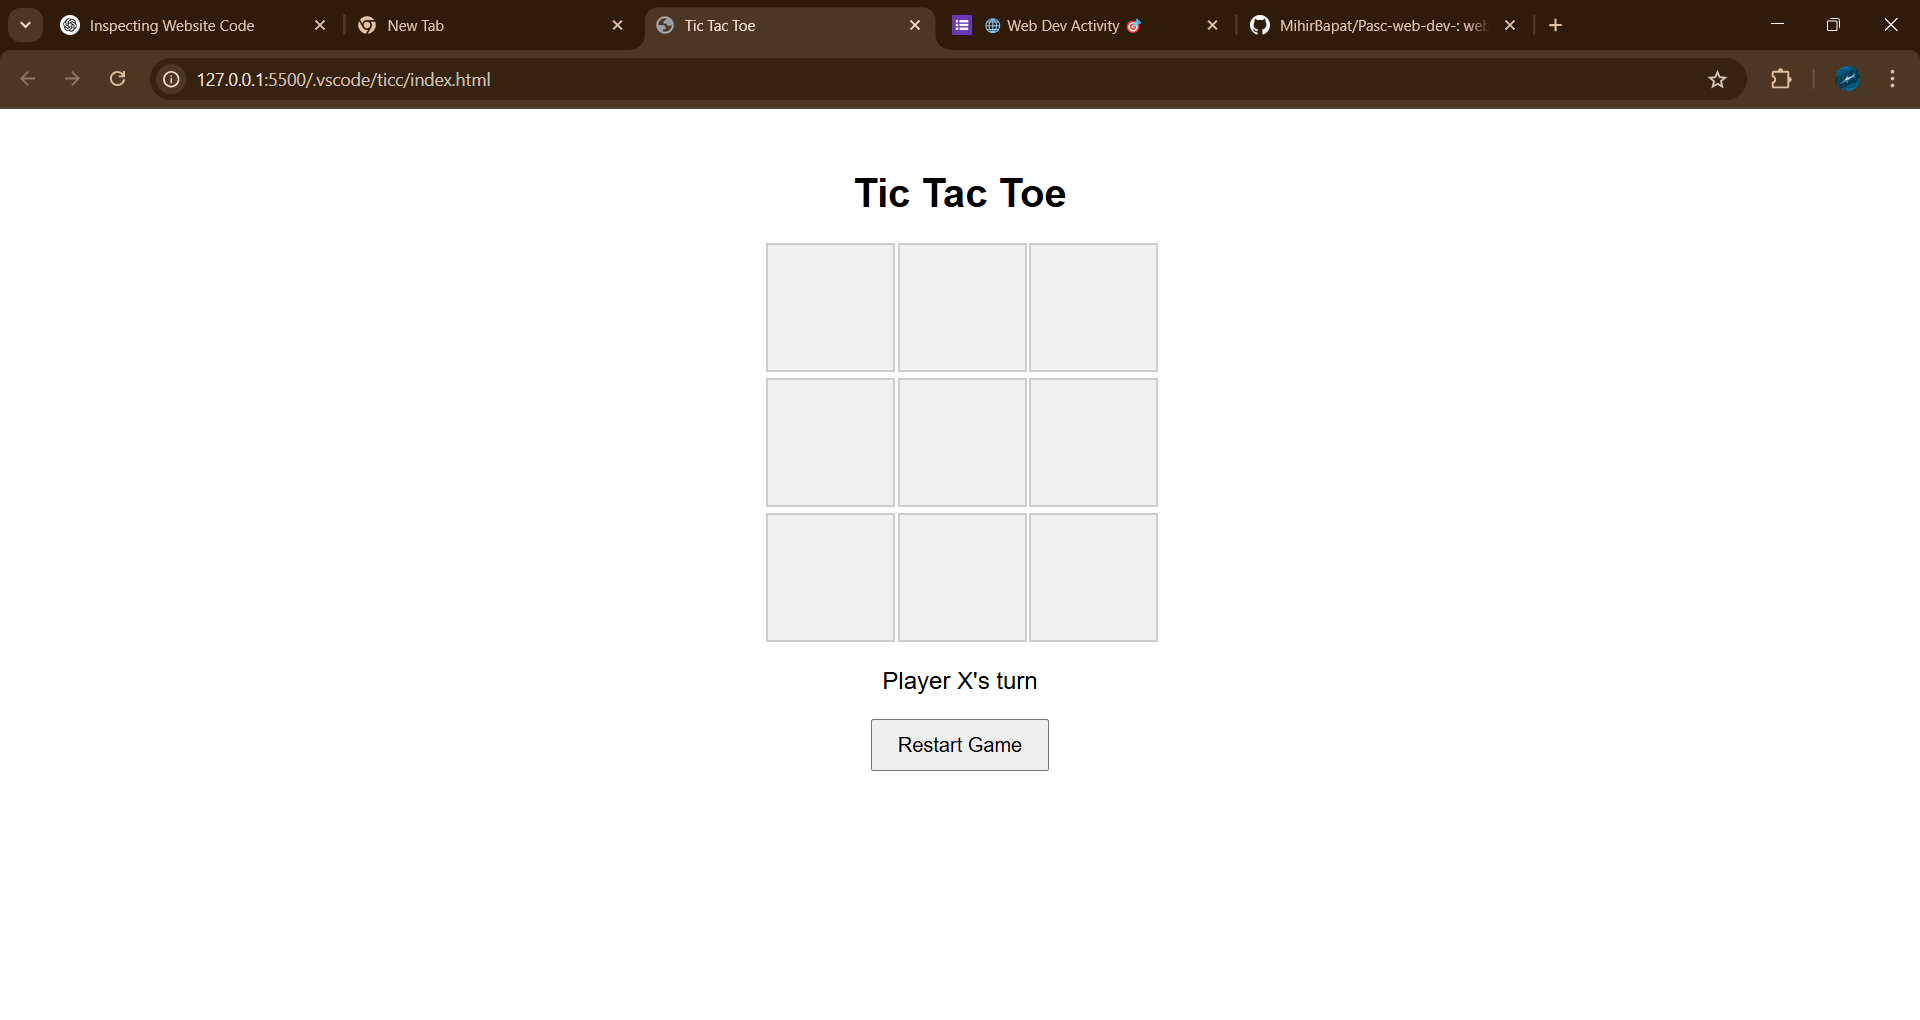 Inspecting Website Code
New Tab
Tic Tac Toe
Web Dev Activity
MihirBapat/Pasc-web-dev-: web
127.0.0.1:5500/.vscode/ticc/index.html
Tic Tac Toe
Player X's turn
Restart Game